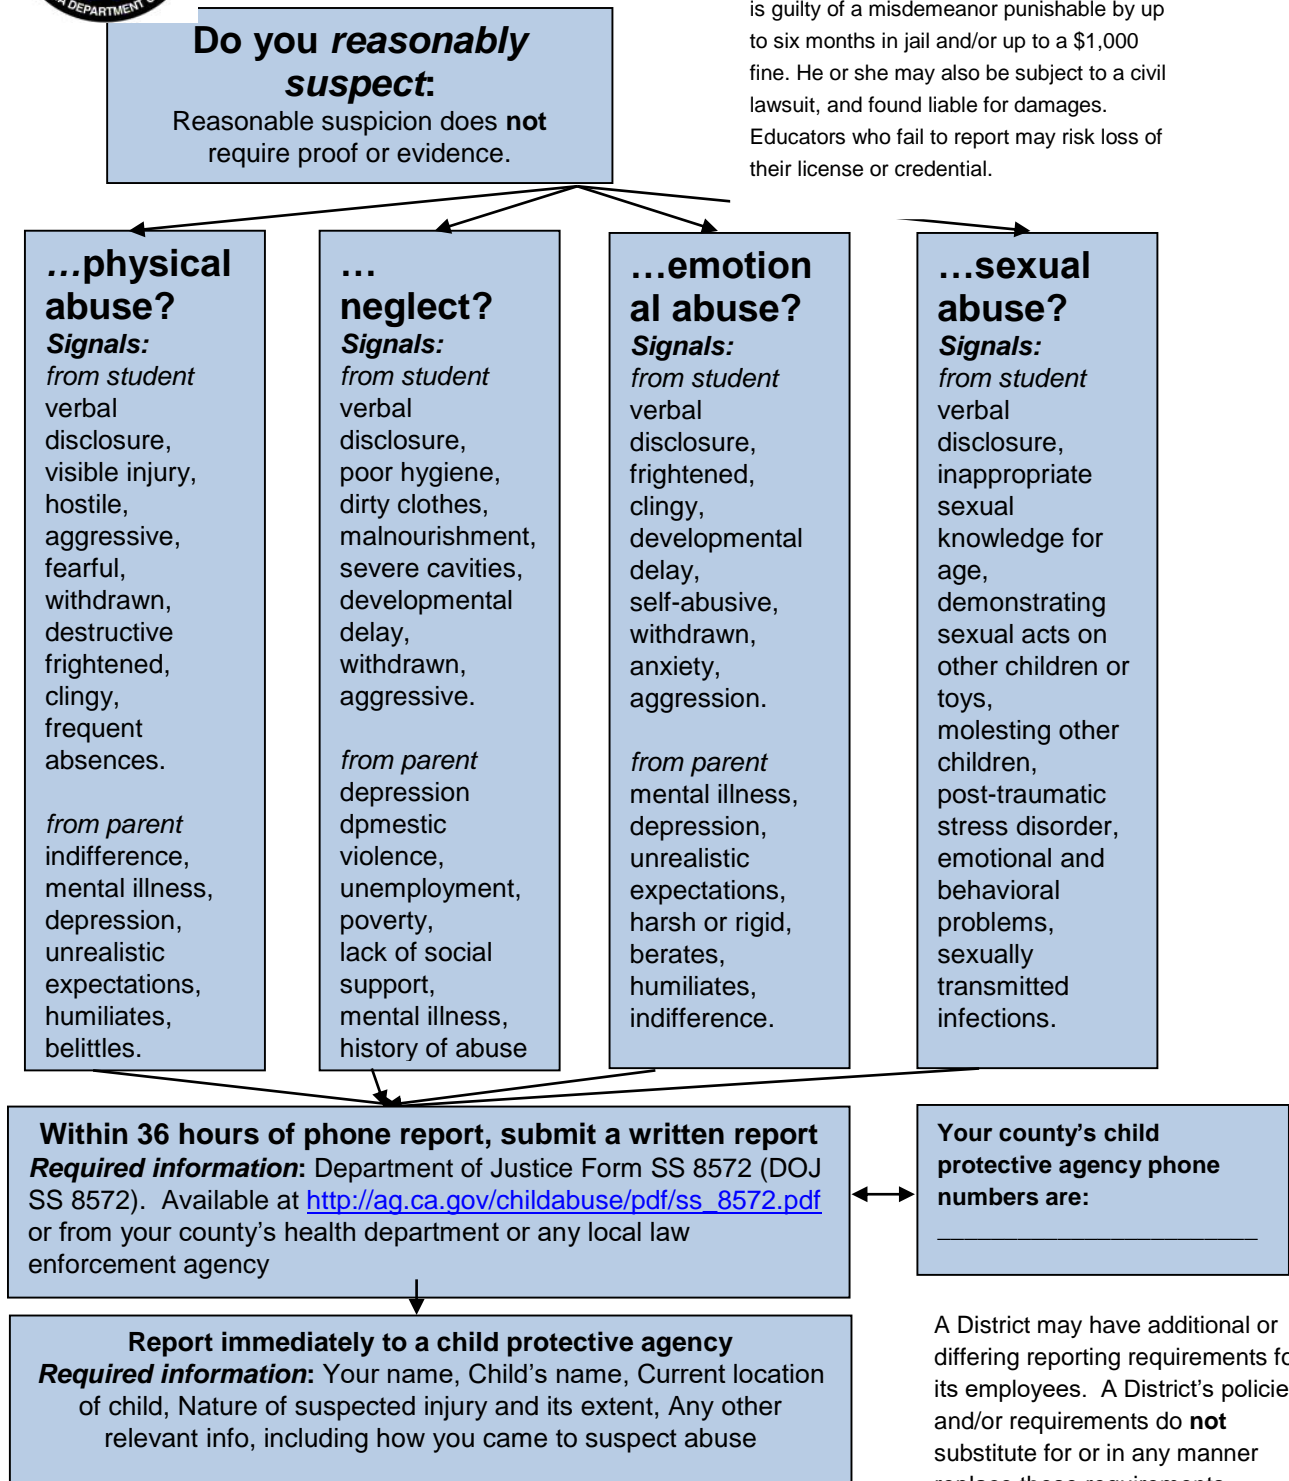 A DEPARTMENT
is guilty of a misdemeanor punishable by up
to six months in jail and/or up to a $1,000
fine. He or she may also be subject to a civil
lawsuit, and found liable for damages.
Educators who fail to report may risk loss of
their license or credential.
Do you reasonably
suspect:
Reasonable suspicion does not
require proof or evidence.
...physical
abuse?
Signals:
from student
verbal
disclosure,
visible injury,
hostile,
aggressive,
fearful,
withdrawn,
destructive
frightened,
clingy,
frequent
absences.
from parent
indifference,
mental illness,
depression,
unrealistic
expectations,
humiliates,
belittles.
…
neglect?
Signals:
from student
verbal
disclosure,
poor hygiene,
dirty clothes,
malnourishment,
severe cavities,
developmental
delay,
withdrawn,
aggressive.
from parent
depression
dpmestic
violence,
unemployment,
poverty,
lack of social
support,
mental illness,
history of abuse
…emotion
al abuse?
Signals:
from student
verbal
disclosure,
frightened,
clingy,
developmental
delay,
self-abusive,
withdrawn,
anxiety,
aggression.
from parent
mental illness,
depression,
unrealistic
expectations,
harsh or rigid,
berates,
humiliates,
indifference.
…sexual
abuse?
Signals:
from student
verbal
disclosure,
inappropriate
sexual
knowledge for
age,
demonstrating
sexual acts on
other children or
toys,
molesting other
children,
post-traumatic
stress disorder,
emotional and
behavioral
problems,
sexually
transmitted
infections.
Within 36 hours of phone report, submit a written report
Required information: Department of Justice Form SS 8572 (DOJ
SS 8572). Available at http://ag.ca.gov/childabuse/pdf/ss_8572.pdf
or from your county's health department or any local law
enforcement agency
Your county's child
protective agency phone
numbers are:
________________________
Report immediately to a child protective agency
Required information: Your name, Child's name, Current location
of child, Nature of suspected injury and its extent, Any other
relevant info, including how you came to suspect abuse
A District may have additional or
differing reporting requirements fo
its employees. A District's policie
and/or requirements do not
substitute for or in any manner
replace these requirements